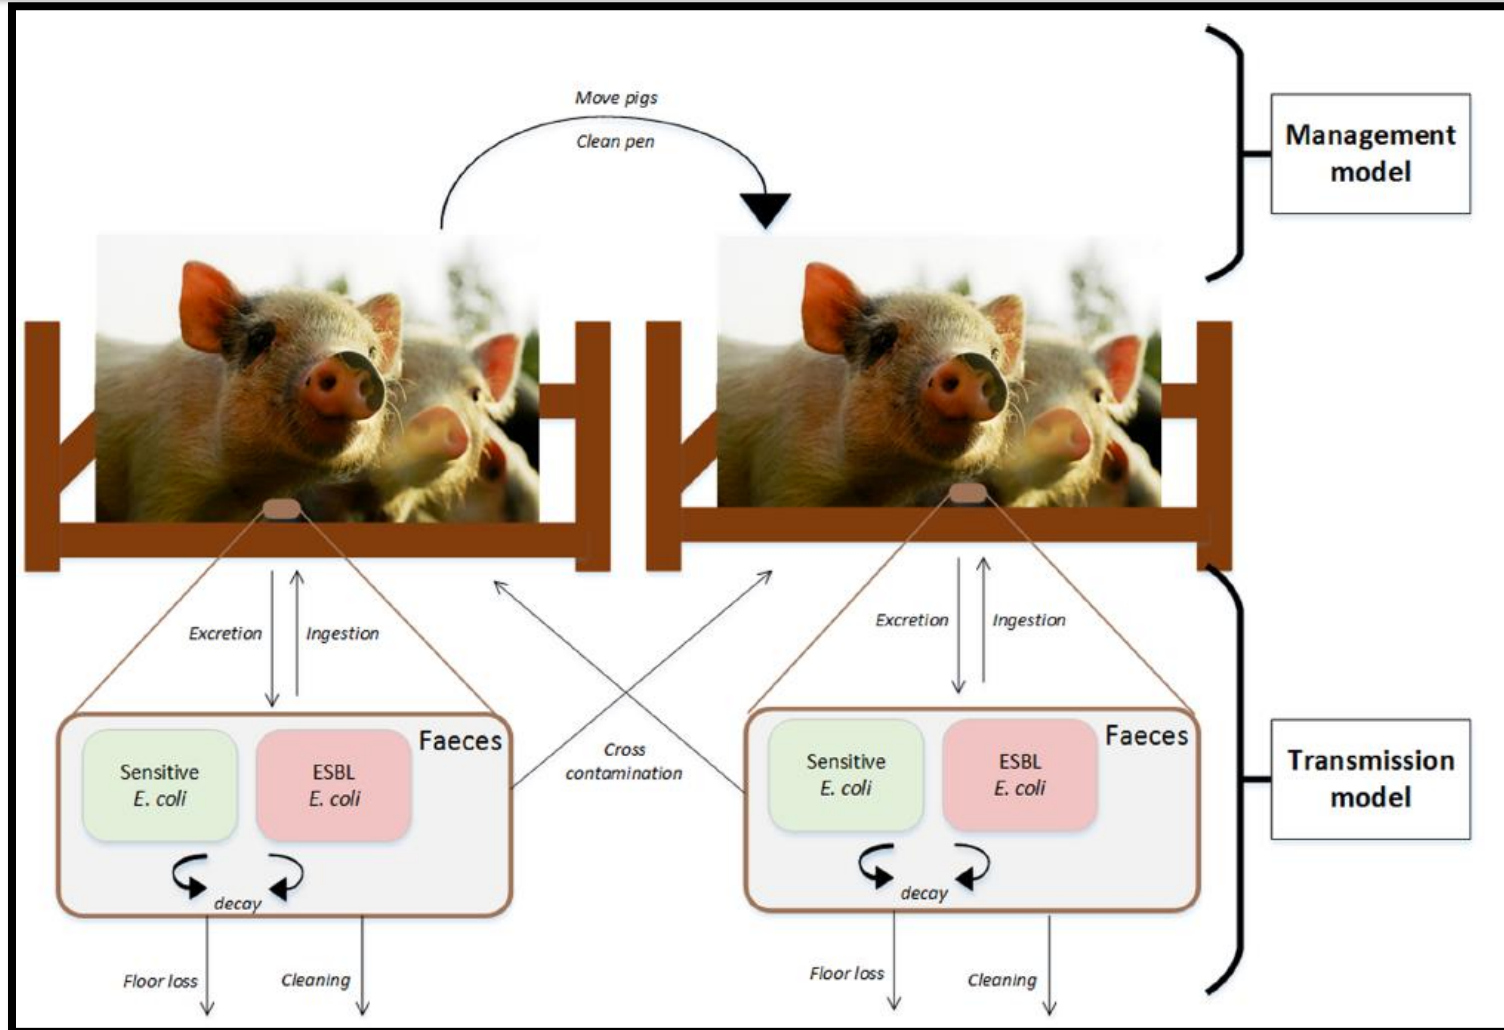 Move pigs
Clean pen
Management
model
Excretion
Ingestion
Excretion
Ingestion
Faeces
Sensitive
E. coli
ESBL
E. coli
decay
Cross
contamination
Faeces
Sensitive
E. coli
ESBL
E. coli
decay
Transmission
model
Floor loss
Cleaning
Floor loss
Cleaning